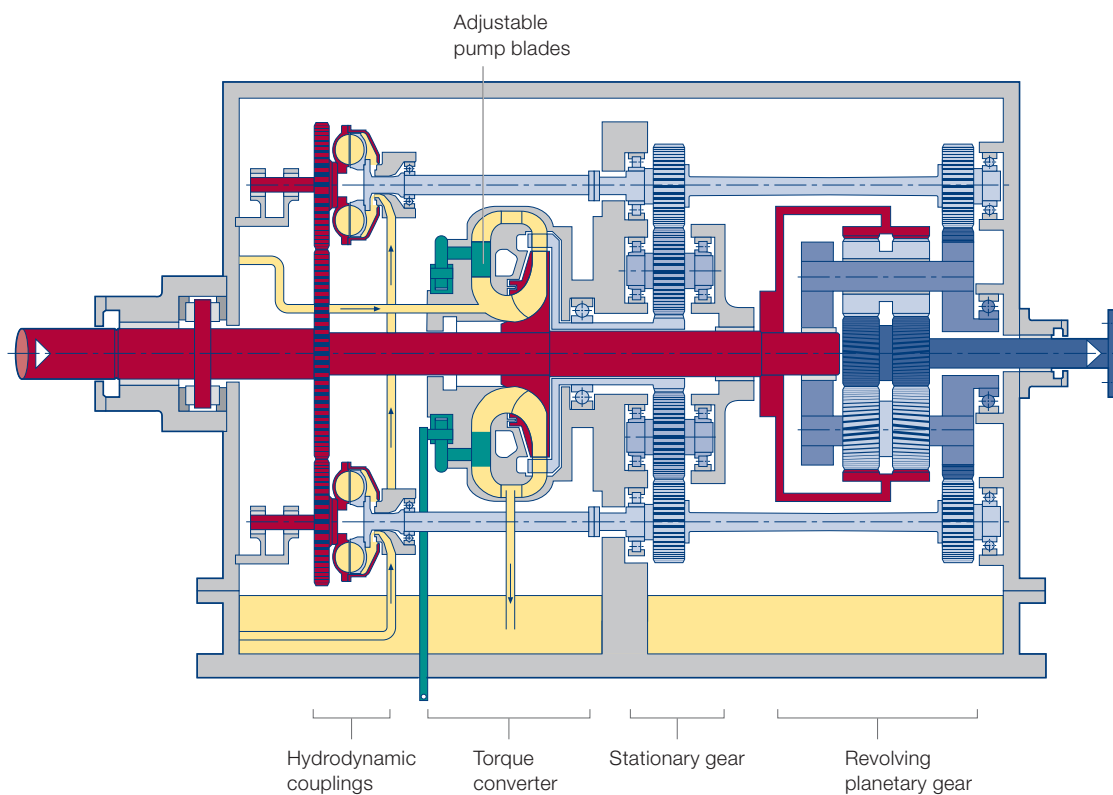 Adjustable
pump blades
Hydrodynamic
couplings
Torque
converter
Stationary gear
Revolving
planetary gear